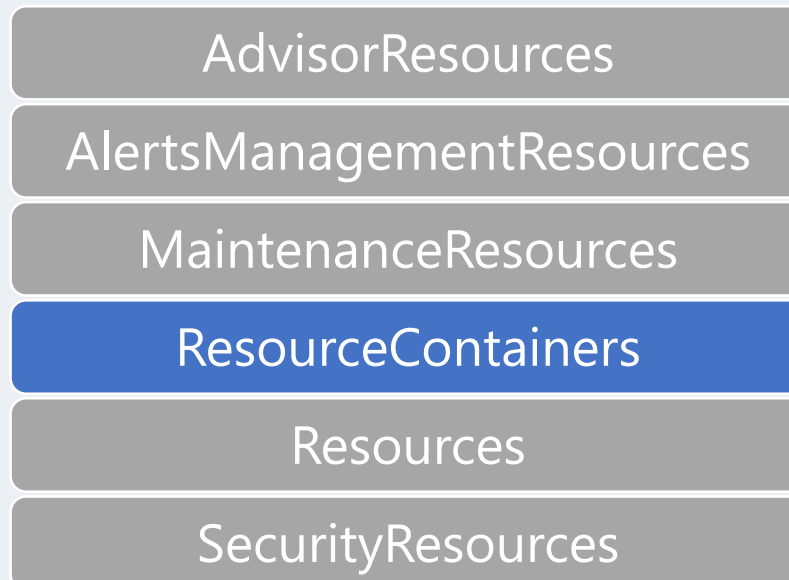 AdvisorResources
AlertsManagementResources
MaintenanceResources
ResourceContainers
Resources
SecurityResources